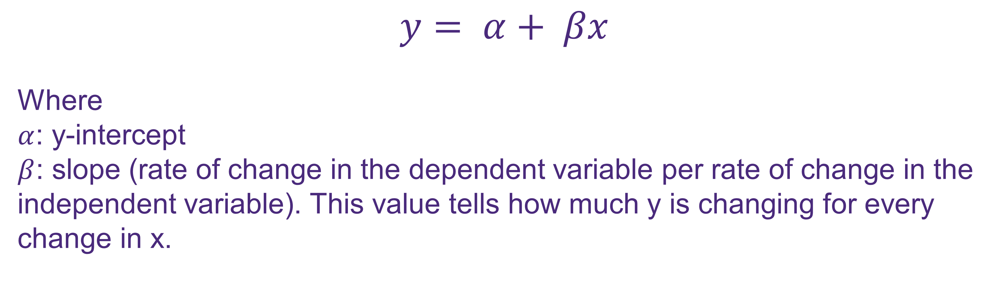 y = α + βx
Where
α: y-intercept
β: slope (rate of change in the dependent variable per rate of change in the
independent variable). This value tells how much y is changing for every
change in x.